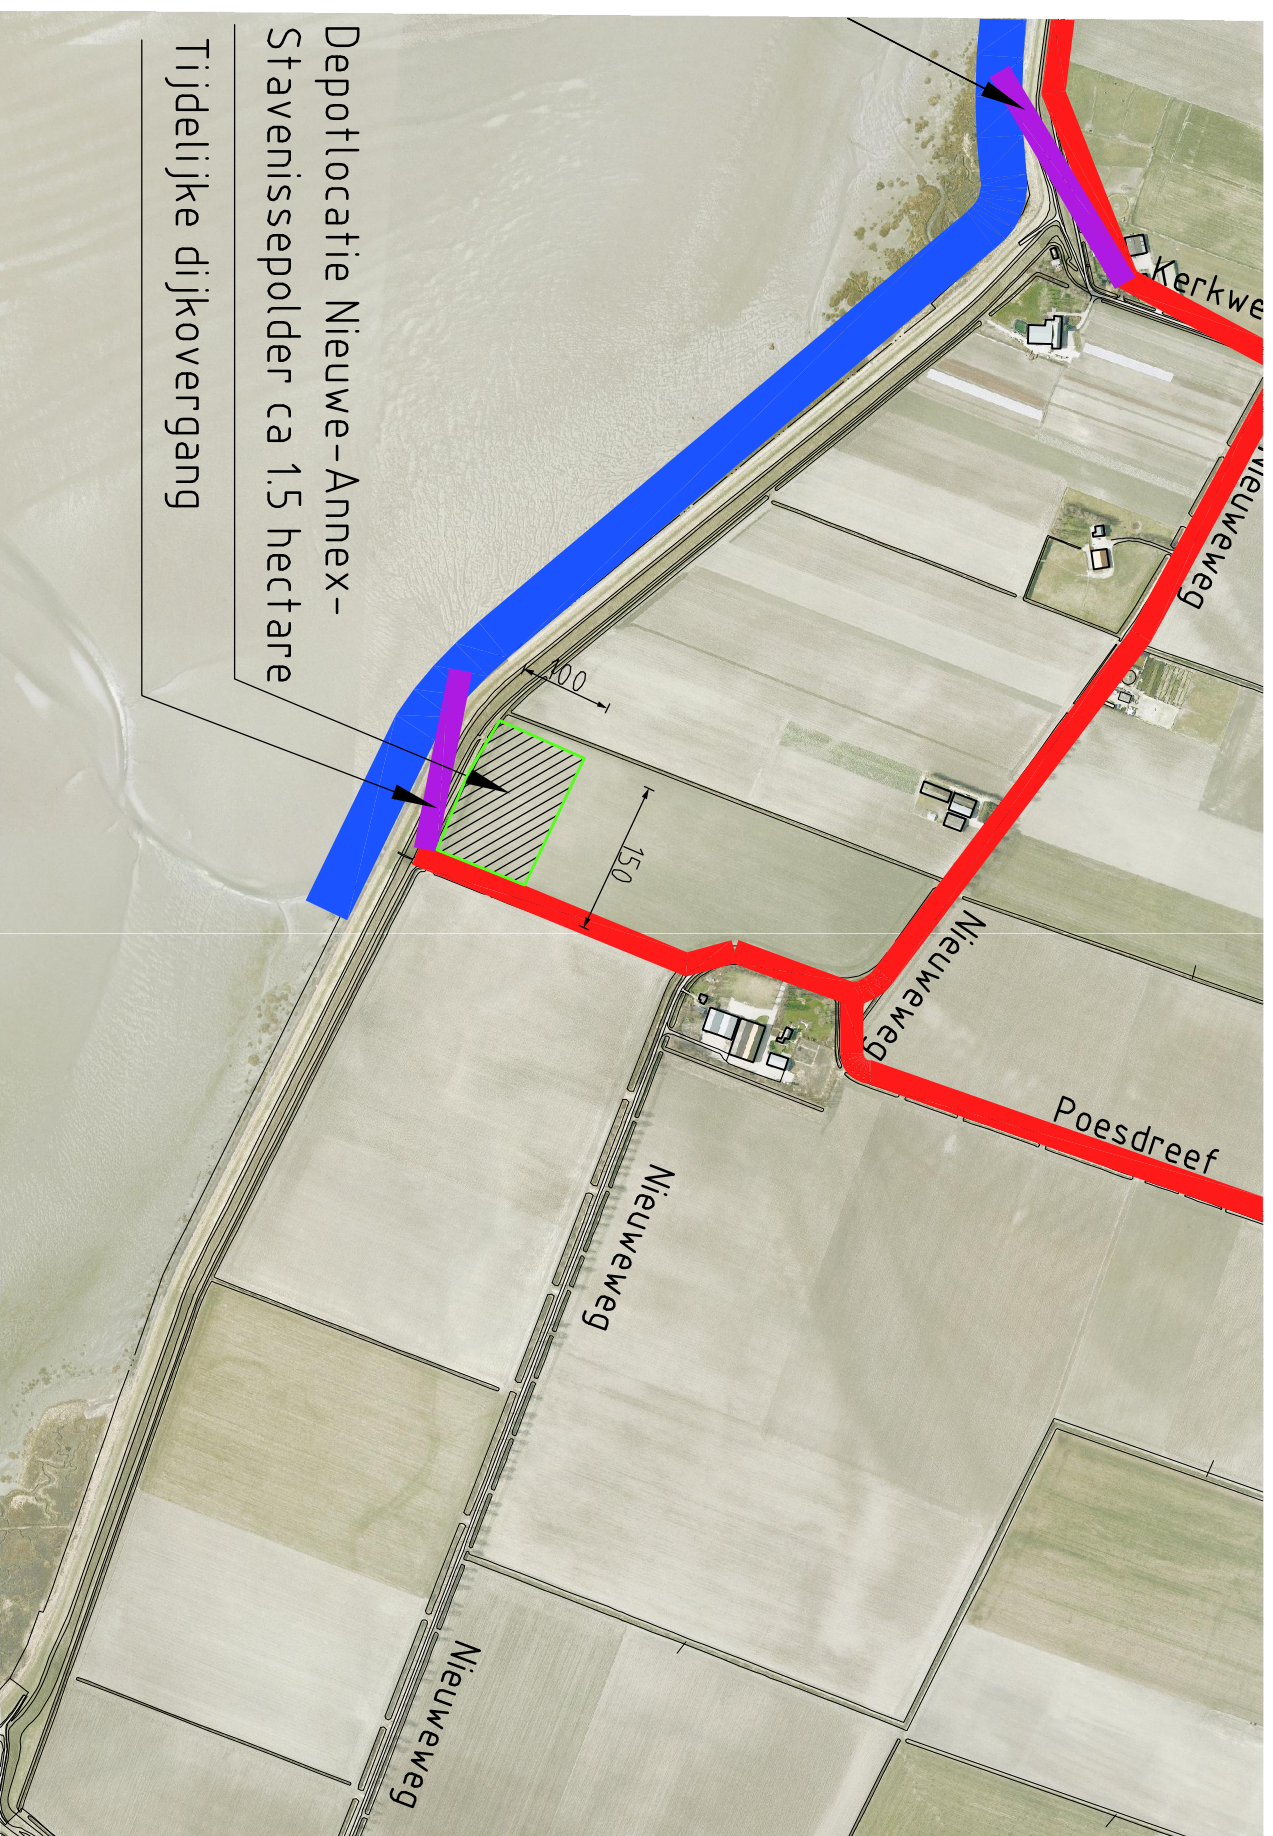 Depotlocatie Nieuwe-Annex-
Stavenissepolder ca 1.5 hectare
Tijdelijke dijkovergang
Kerkwe
Nieuweweg
100
150
Nieuweweg
Poesdreef
Nieuweweg
Nieuweweg